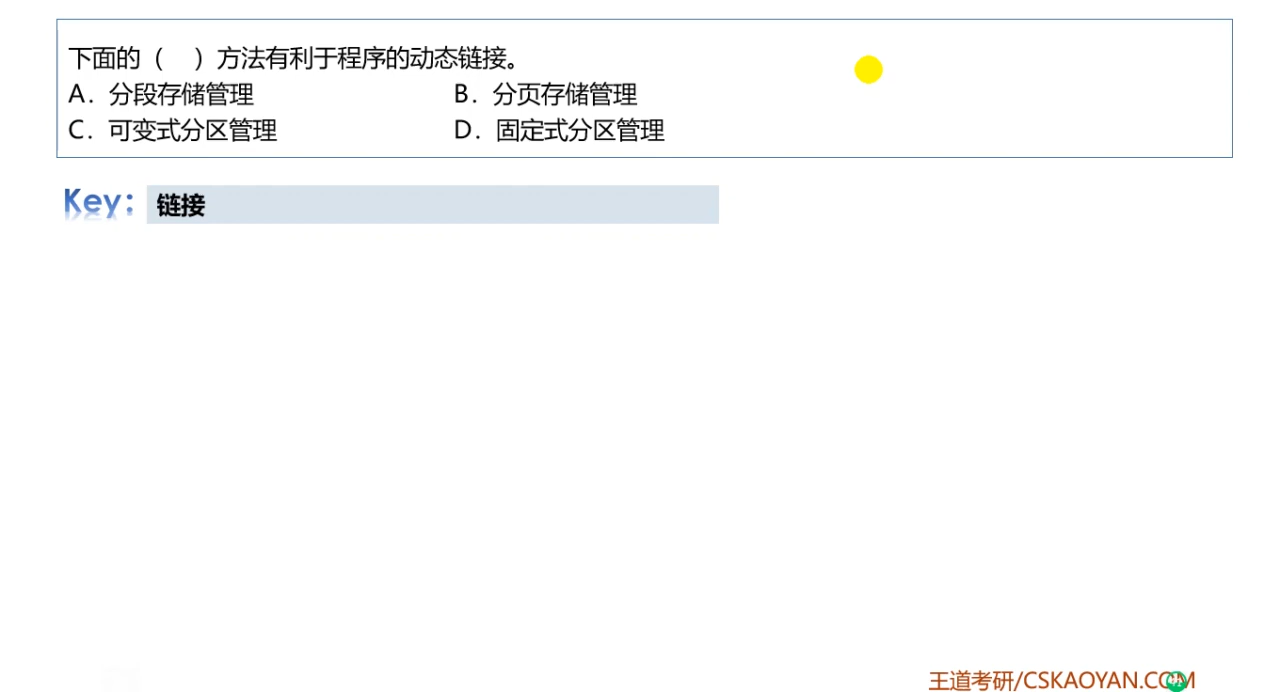 下面的（　）方法有利于程序的动态链接。
A．分段存储管理　B．分页存储管理
C．可变式分区管理　D．固定式分区管理
Key： 链接
王道考研/CSKAOYAN.COM